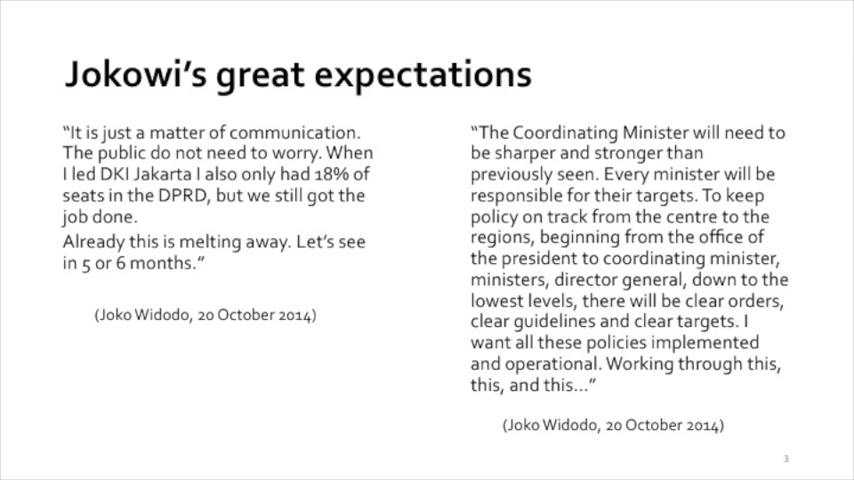 Jokowi’s great expectations
“It is just a matter of communication.
The public do not need to worry. When
I led DKI Jakarta I also only had 18% of
seats in the DPRD, but we still got the
job done.
Already this is melting away. Let’s see
in 5 or 6 months.”
(Joko Widodo, 20 October 2014)
“The Coordinating Minister will need to
be sharper and stronger than
previously seen. Every minister will be
responsible for their targets. To keep
policy on track from the centre to the
regions, beginning from the office of
the president to coordinating minister,
ministers, director general, down to the
lowest levels, there will be clear orders,
clear guidelines and clear targets. I
want all these policies implemented
and operational. Working through this,
this, and this…”
(Joko Widodo, 20 October 2014)
3